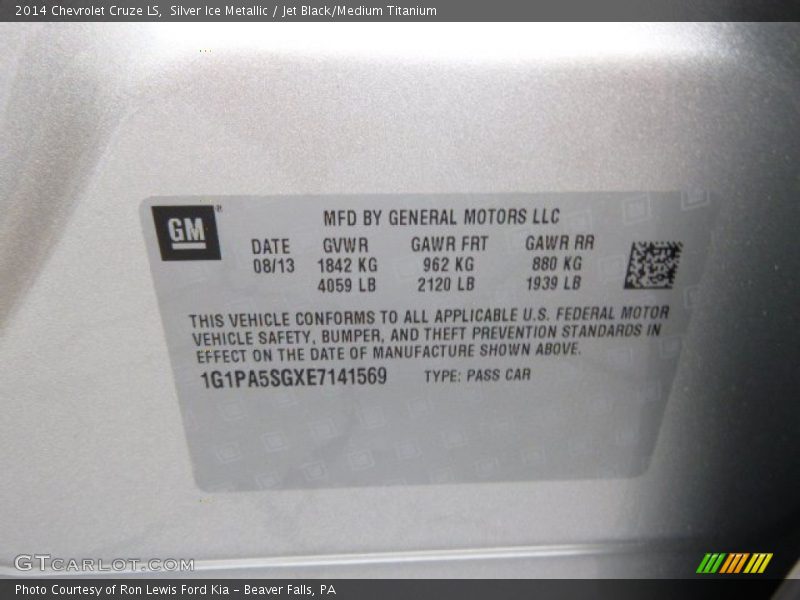 2014 Chevrolet Cruze LS,  Silver Ice Metallic / Jet Black/Medium Titanium
GM®
MFD BY GENERAL MOTORS LLC
DATE GVWR GAWR FRT GAWR RR
08/13 1842 KG 962 KG 880 KG
4059 LB 2120 LB 1939 LB
THIS VEHICLE CONFORMS TO ALL APPLICABLE U.S. FEDERAL MOTOR
VEHICLE SAFETY, BUMPER, AND THEFT PREVENTION STANDARDS IN
EFFECT ON THE DATE OF MANUFACTURE SHOWN ABOVE.
1G1PA5SGXE7141569 TYPE: PASS CAR
GTCARLOT.COM
Photo Courtesy of Ron Lewis Ford Kia – Beaver Falls, PA